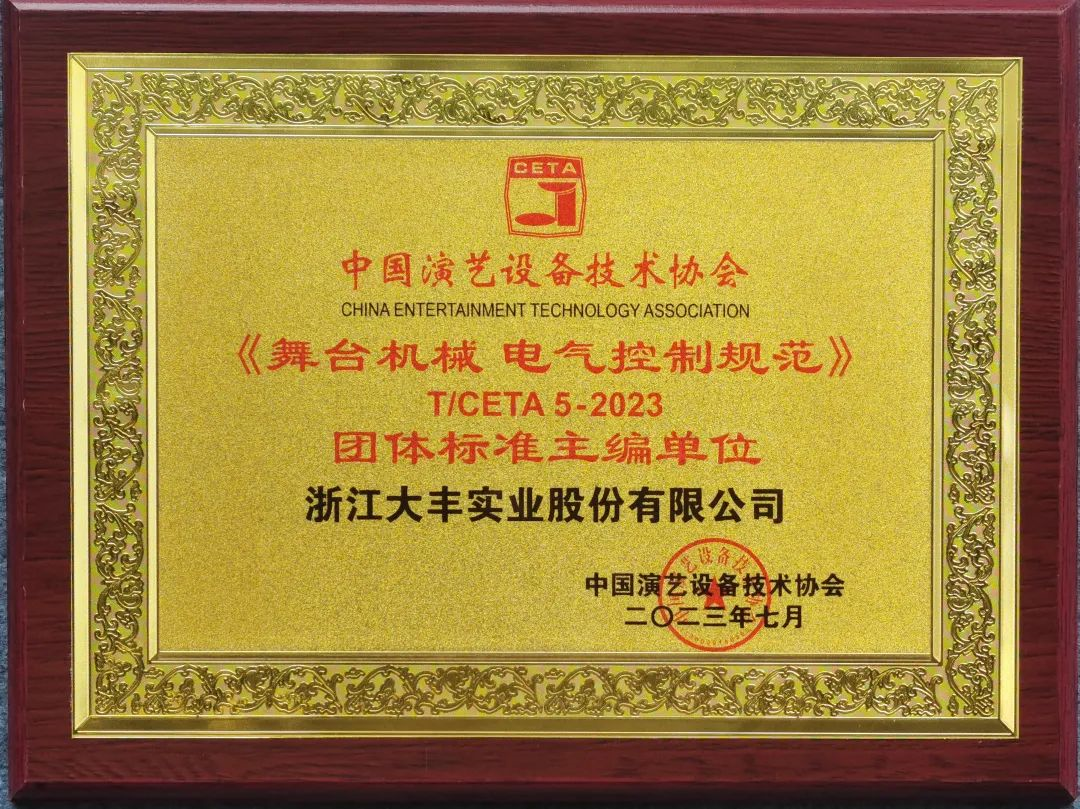 CETA
中国演艺设备技术协会
CHINA ENTERTAINMENT TECHNOLOGY ASSOCIATION
《舞台机械 电气控制规范》
T/CETA 5-2023
团体标准主编单位
浙江大丰实业股份有限公司
中国演艺设备技术协会
二〇二三年七月